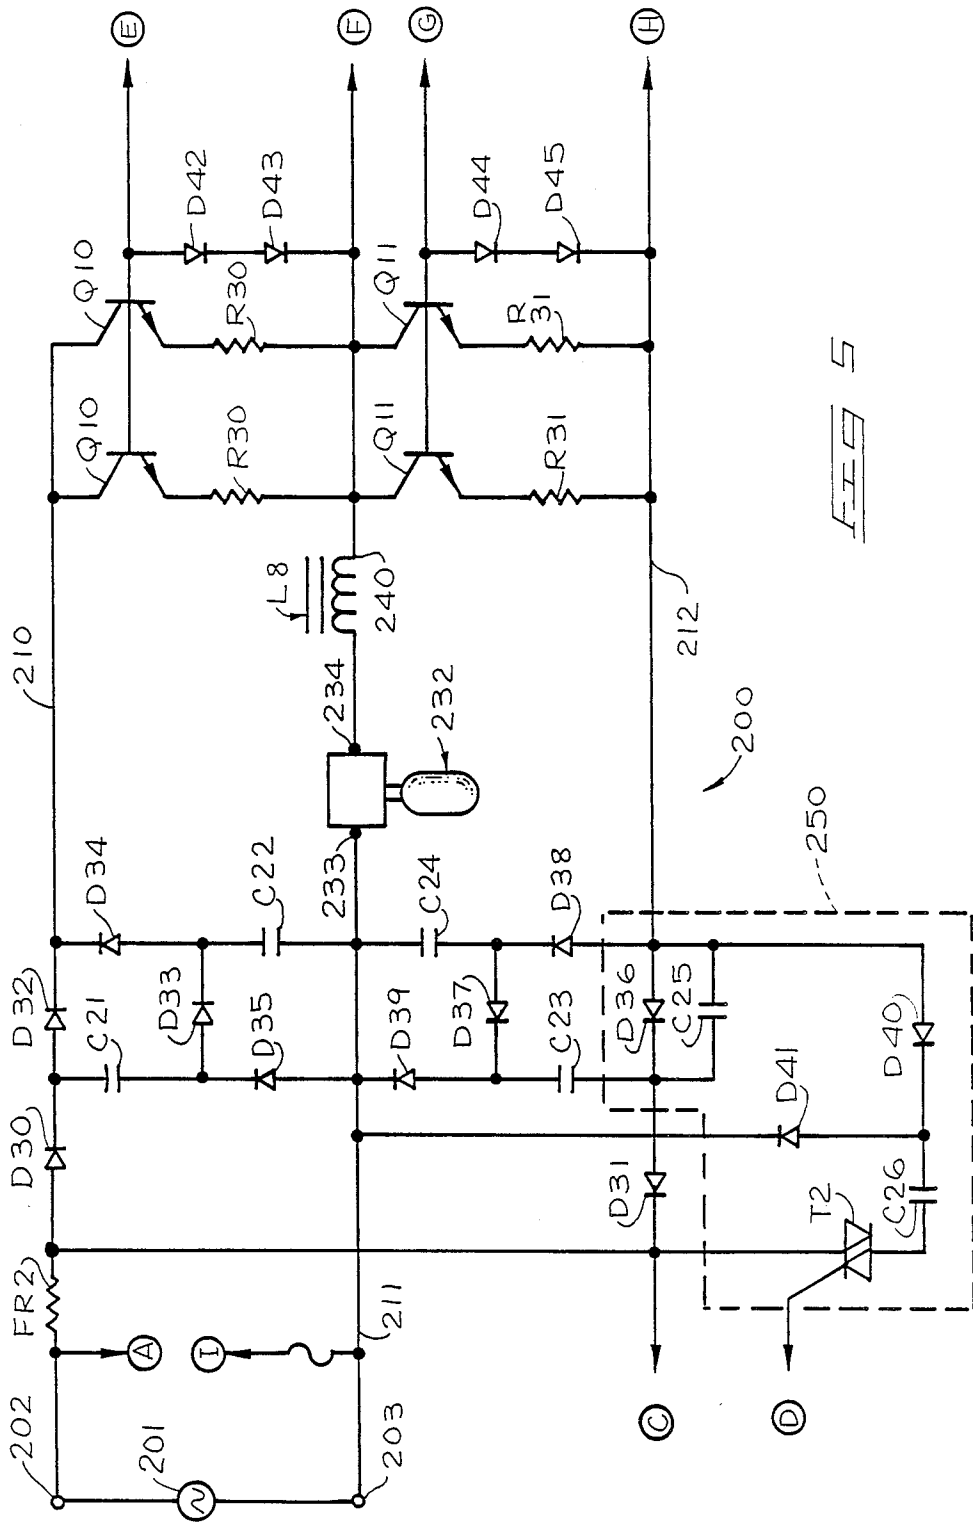 E
F
G
H
Q10
Q10
D42
D43
R30
R30
Q11
Q11
D44
D45
R
31
R31
L8
240
210
212
234
233
232
200
250
D34
D32
C22
C21
D33
D35
C24
D39
D37
D38
C23
D36
C25
D40
D41
D30
D31
T2
C26
FR2
A
I
211
202
201
203
C
D
FIG 5